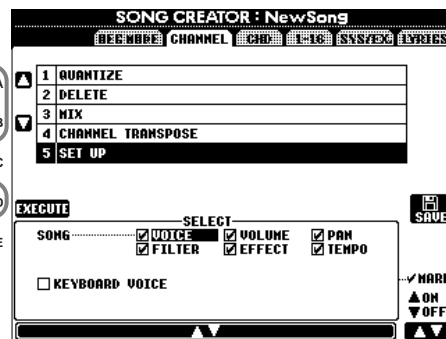 SONG CREATOR : NewSong
REC MODE CHANNEL CHD 1-16 SYS/EX. LYRICS
1 QUANTIZE
2 DELETE
3 MIX
4 CHANNEL TRANSPOSE
5 SET UP
EXECUTE
SAVE
SELECT
SONG VOICE VOLUME PAN
FILTER EFFECT TEMPO
KEYBOARD VOICE
MARK
▲ON
▼OFF